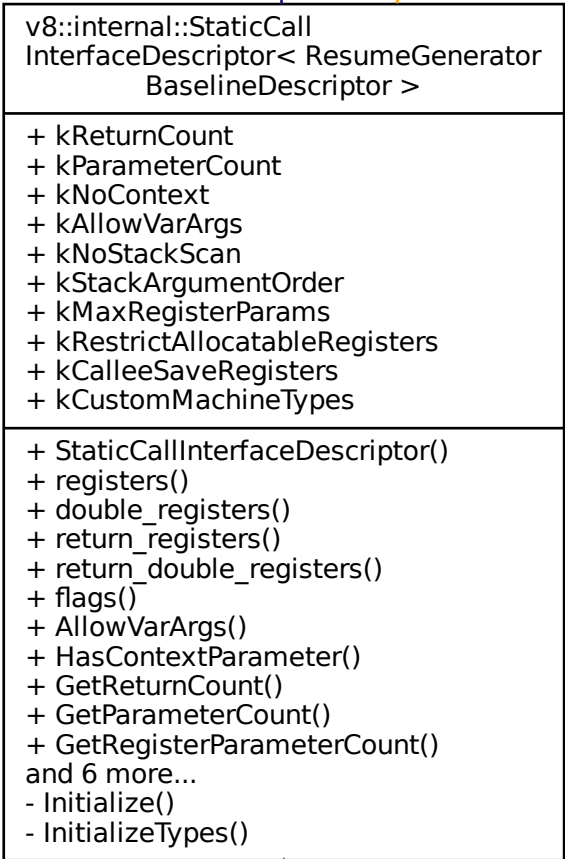 v8::internal::StaticCall
InterfaceDescriptor< ResumeGenerator
BaselineDescriptor >
+ kReturnCount
+ kParameterCount
+ kNoContext
+ kAllowVarArgs
+ kNoStackScan
+ kStackArgumentOrder
+ kMaxRegisterParams
+ kRestrictAllocatableRegisters
+ kCalleeSaveRegisters
+ kCustomMachineTypes
+ StaticCallInterfaceDescriptor()
+ registers()
+ double_registers()
+ return_registers()
+ return_double_registers()
+ flags()
+ AllowVarArgs()
+ HasContextParameter()
+ GetReturnCount()
+ GetParameterCount()
+ GetRegisterParameterCount()
and 6 more...
- Initialize()
- InitializeTypes()